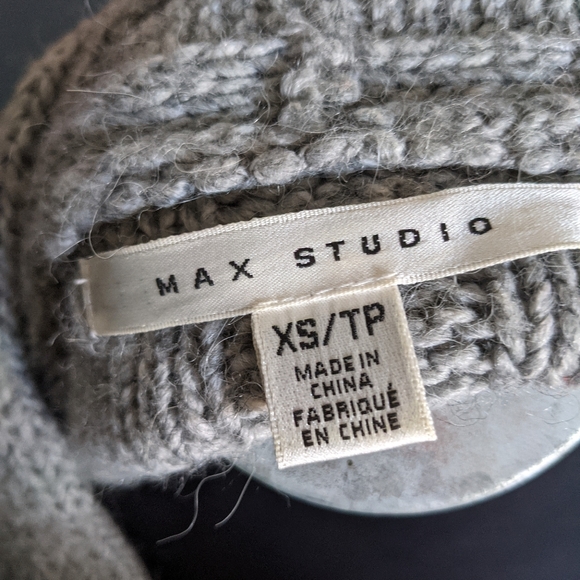 MAX STUDIO
XS/TP
MADE IN
CHINA
FABRIQUÉ
EN CHINE